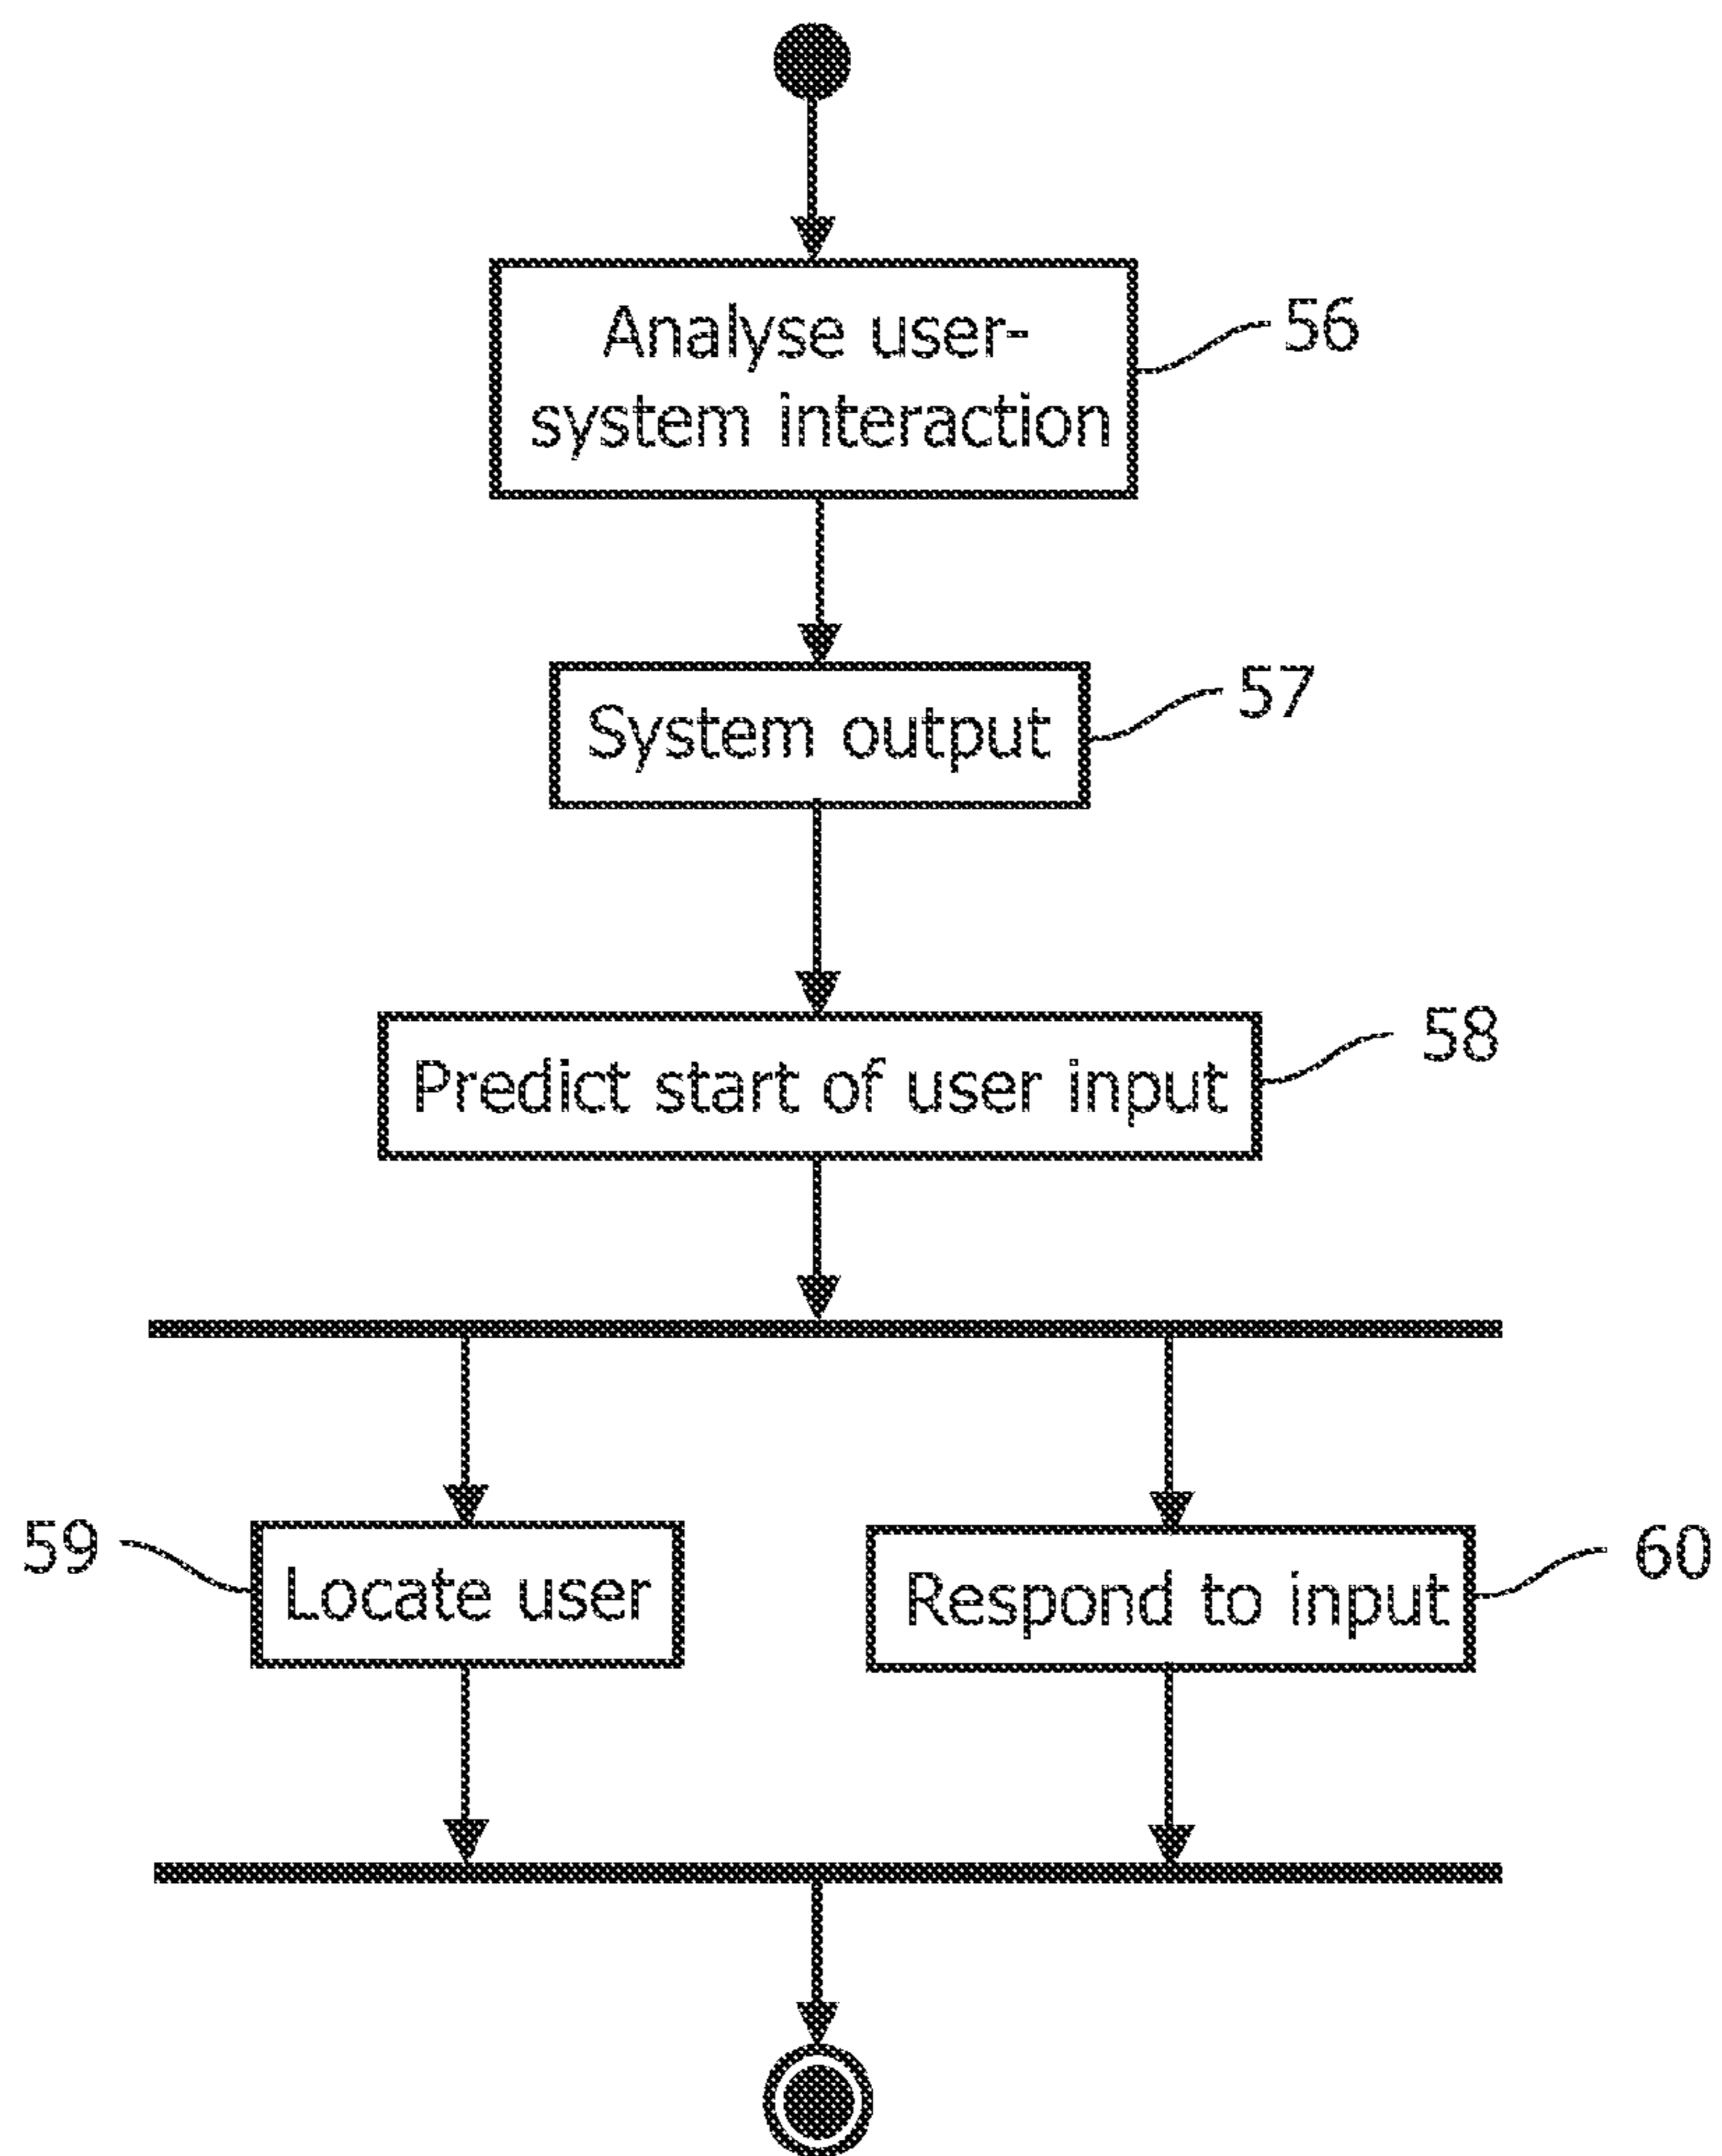 Analyse user-
system interaction
56
System output
57
Predict start of user input
58
59
Locate user
Respond to input
60